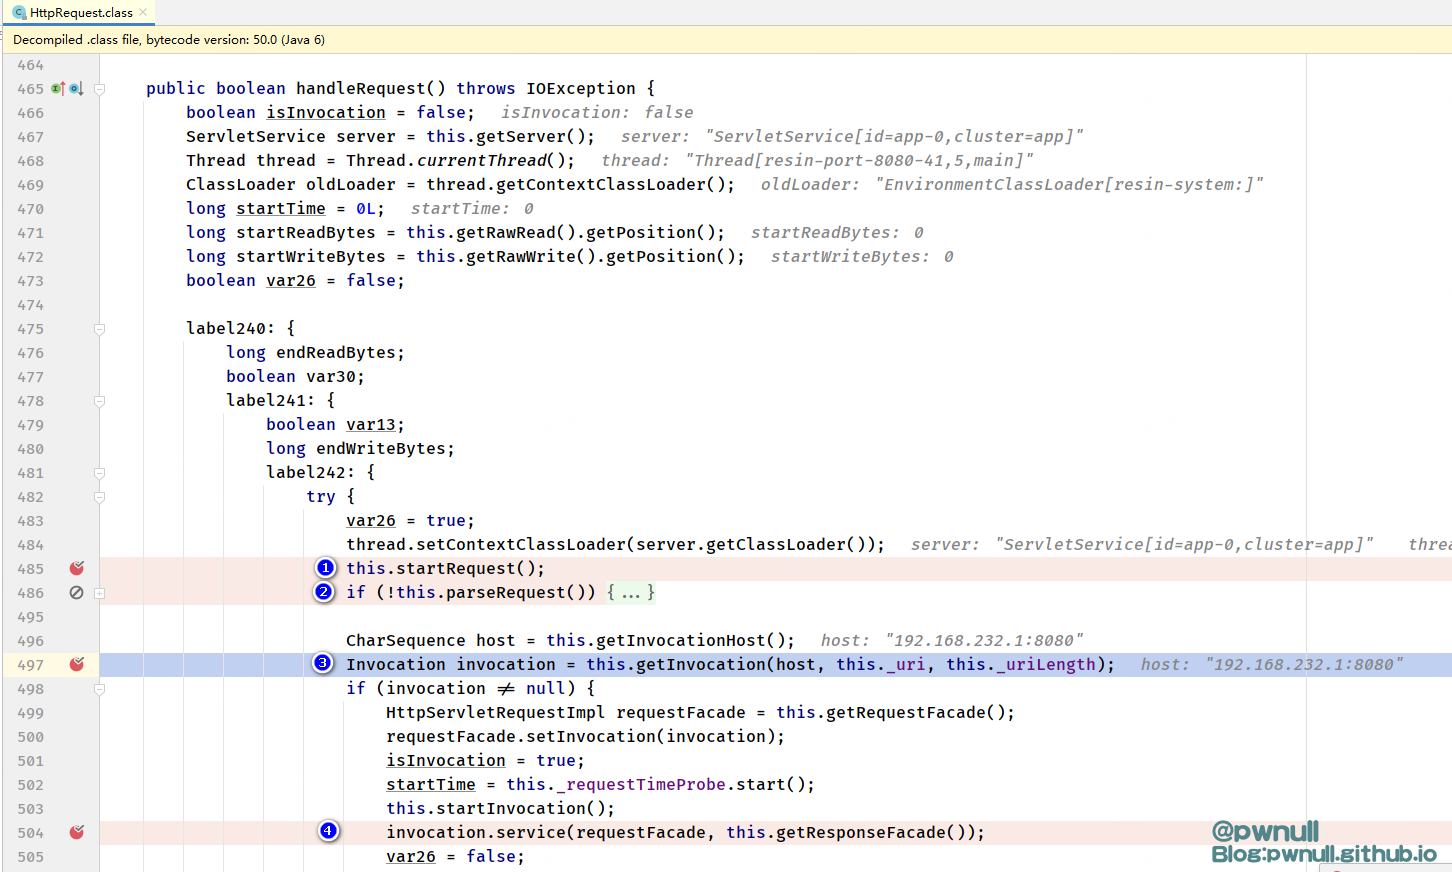 HttpRequest.class
Decompiled .class file, bytecode version: 50.0 (Java 6)
464
465 public boolean handleRequest() throws IOException {
466 boolean isInvocation = false; isInvocation: false
467 ServletService server = this.getServer(); server: "ServletService[id=app-0,cluster=app]"
468 Thread thread = Thread.currentThread(); thread: "Thread[resin-port-8080-41,5,main]"
469 ClassLoader oldLoader = thread.getContextClassLoader(); oldLoader: "EnvironmentClassLoader[resin-system:]"
470 long startTime = 0L; startTime: 0
471 long startReadBytes = this.getRawRead().getPosition(); startReadBytes: 0
472 long startWriteBytes = this.getRawWrite().getPosition(); startWriteBytes: 0
473 boolean var26 = false;
474
475 label240: {
476 long endReadBytes;
477 boolean var30;
478 label241: {
479 boolean var13;
480 long endWriteBytes;
481 label242: {
482 try {
483 var26 = true;
484 thread.setContextClassLoader(server.getClassLoader()); server: "ServletService[id=app-0,cluster=app]" threa
485 1 this.startRequest();
486 2 if (!this.parseRequest()) {...}
495
496 CharSequence host = this.getInvocationHost(); host: "192.168.232.1:8080"
497 3 Invocation invocation = this.getInvocation(host, this._uri, this._uriLength); host: "192.168.232.1:8080"
498 if (invocation ≠ null) {
499 HttpServletRequestImpl requestFacade = this.getRequestFacade();
500 requestFacade.setInvocation(invocation);
501 isInvocation = true;
502 startTime = this._requestTimeProbe.start();
503 this.startInvocation();
504 4 invocation.service(requestFacade, this.getResponseFacade());
505 var26 = false;
@pwnull
Blog:pwnull.github.io